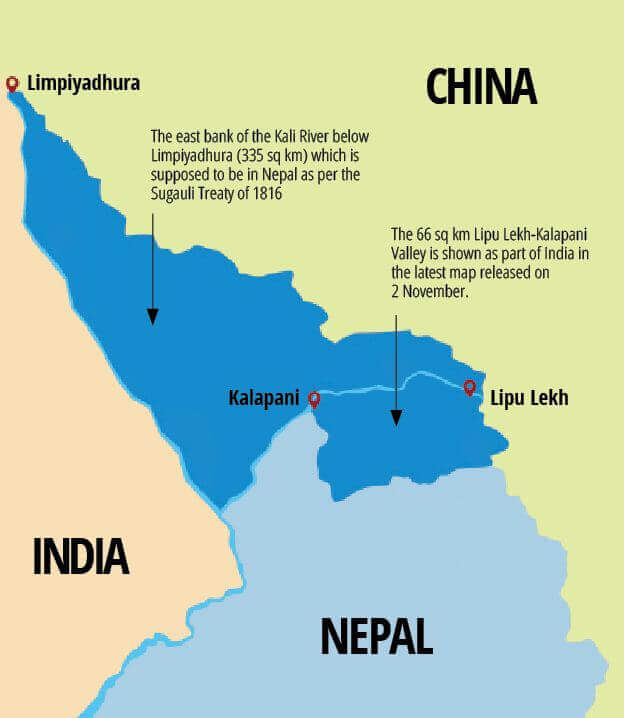 Limpiyadhura
CHINA
The east bank of the Kali River below
Limpiyadhura (335 sq km) which is
supposed to be in Nepal as per the
Sugauli Treaty of 1816
The 66 sq km Lipu Lekh-Kalapani
Valley is shown as part of India in
the latest map released on
2 November.
Kalapani
Lipu Lekh
INDIA
NEPAL